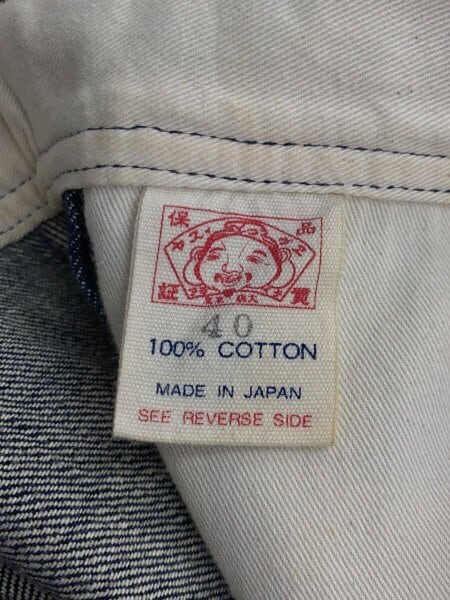 保 品
証 質
40
100% COTTON
MADE IN JAPAN
SEE REVERSE SIDE